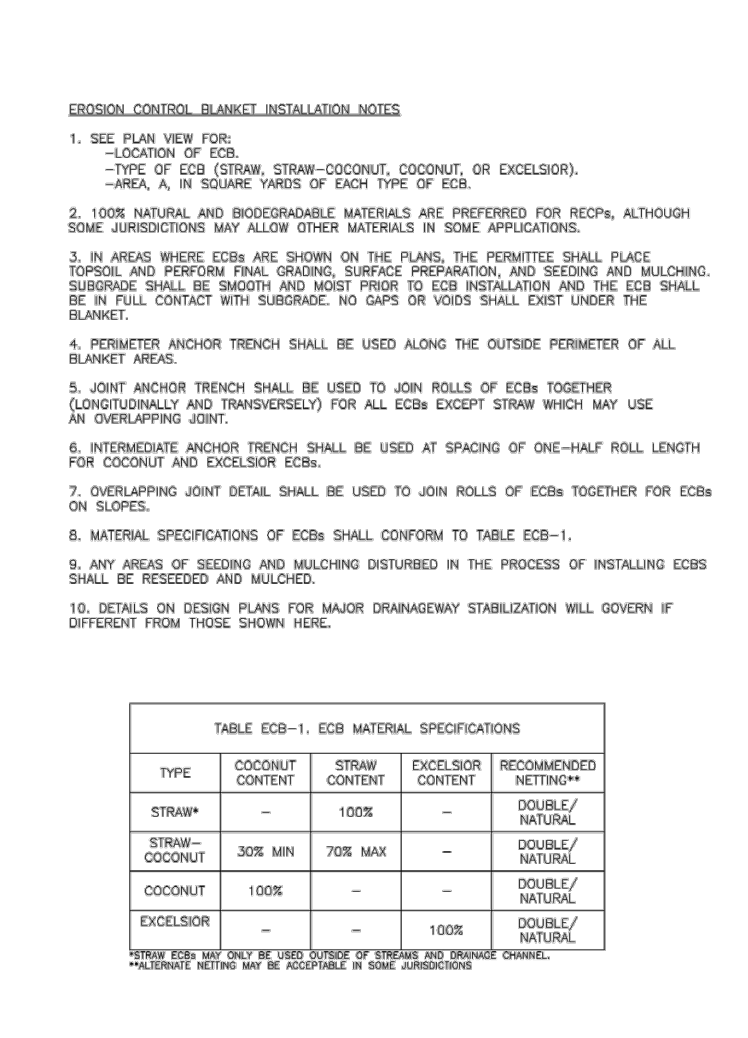 EROSION CONTROL BLANKET INSTALLATION NOTES
1. SEE PLAN VIEW FOR:
-LOCATION OF ECB.
-TYPE OF ECB (STRAW, STRAW-COCONUT, COCONUT, OR EXCELSIOR).
-AREA, A, IN SQUARE YARDS OF EACH TYPE OF ECB.
2. 100% NATURAL AND BIODEGRADABLE MATERIALS ARE PREFERRED FOR RECPs, ALTHOUGH
SOME JURISDICTIONS MAY ALLOW OTHER MATERIALS IN SOME APPLICATIONS.
3. IN AREAS WHERE ECBs ARE SHOWN ON THE PLANS, THE PERMITTEE SHALL PLACE
TOPSOIL AND PERFORM FINAL GRADING, SURFACE PREPARATION, AND SEEDING AND MULCHING.
SUBGRADE SHALL BE SMOOTH AND MOIST PRIOR TO ECB INSTALLATION AND THE ECB SHALL
BE IN FULL CONTACT WITH SUBGRADE. NO GAPS OR VOIDS SHALL EXIST UNDER THE
BLANKET.
4. PERIMETER ANCHOR TRENCH SHALL BE USED ALONG THE OUTSIDE PERIMETER OF ALL
BLANKET AREAS.
5. JOINT ANCHOR TRENCH SHALL BE USED TO JOIN ROLLS OF ECBs TOGETHER
(LONGITUDINALLY AND TRANSVERSELY) FOR ALL ECBs EXCEPT STRAW WHICH MAY USE
AN OVERLAPPING JOINT.
6. INTERMEDIATE ANCHOR TRENCH SHALL BE USED AT SPACING OF ONE-HALF ROLL LENGTH
FOR COCONUT AND EXCELSIOR ECBs.
7. OVERLAPPING JOINT DETAIL SHALL BE USED TO JOIN ROLLS OF ECBs TOGETHER FOR ECBs
ON SLOPES.
8. MATERIAL SPECIFICATIONS OF ECBs SHALL CONFORM TO TABLE ECB-1.
9. ANY AREAS OF SEEDING AND MULCHING DISTURBED IN THE PROCESS OF INSTALLING ECBS
SHALL BE RESEEDED AND MULCHED.
10. DETAILS ON DESIGN PLANS FOR MAJOR DRAINAGEWAY STABILIZATION WILL GOVERN IF
DIFFERENT FROM THOSE SHOWN HERE.
TABLE ECB-1. ECB MATERIAL SPECIFICATIONS
TYPE
COCONUT
CONTENT
STRAW
CONTENT
EXCELSIOR
CONTENT
RECOMMENDED
NETTING**
STRAW*
-
100%
-
DOUBLE/
NATURAL
STRAW-
COCONUT
30% MIN
70% MAX
-
DOUBLE/
NATURAL
COCONUT
100%
-
-
DOUBLE/
NATURAL
EXCELSIOR
-
-
100%
DOUBLE/
NATURAL
*STRAW ECBs MAY ONLY BE USED OUTSIDE OF STREAMS AND DRAINAGE CHANNEL.
**ALTERNATE NETTING MAY BE ACCEPTABLE IN SOME JURISDICTIONS